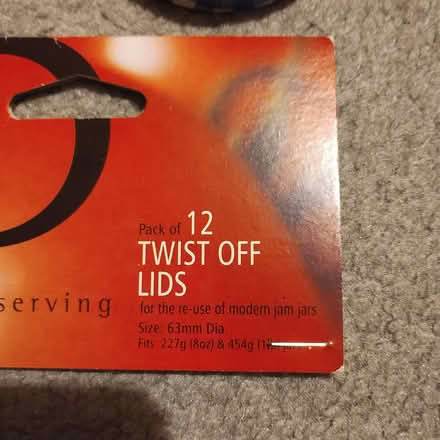 Pack of 12
TWIST OFF
LIDS
serving
for the re-use of modern jam jars
Size: 63mm Dia
Fits: 227g (8oz) & 454g